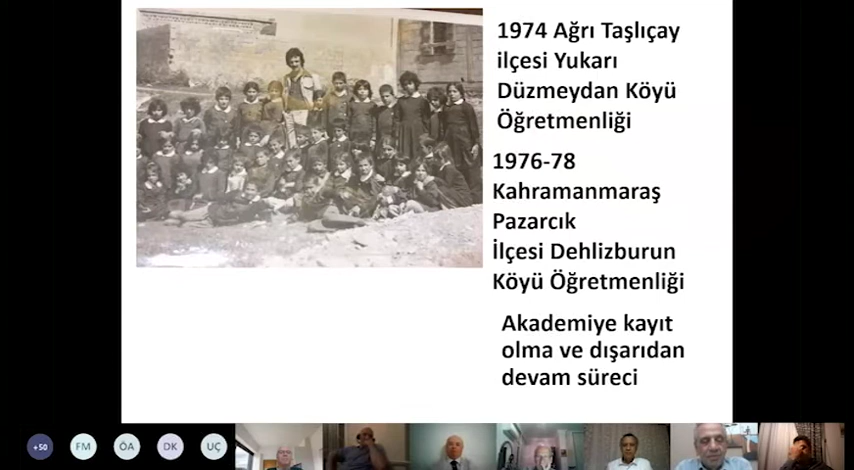 1974 Ağrı Taşlıçay
ilçesi Yukarı
Düzmeydan Köyü
Öğretmenliği
1976-78
Kahramanmaraş
Pazarcık
İlçesi Dehlizburun
Köyü Öğretmenliği
Akademiye kayıt
olma ve dışarıdan
devam süreci
+50
FM
ÖA
DK
UÇ